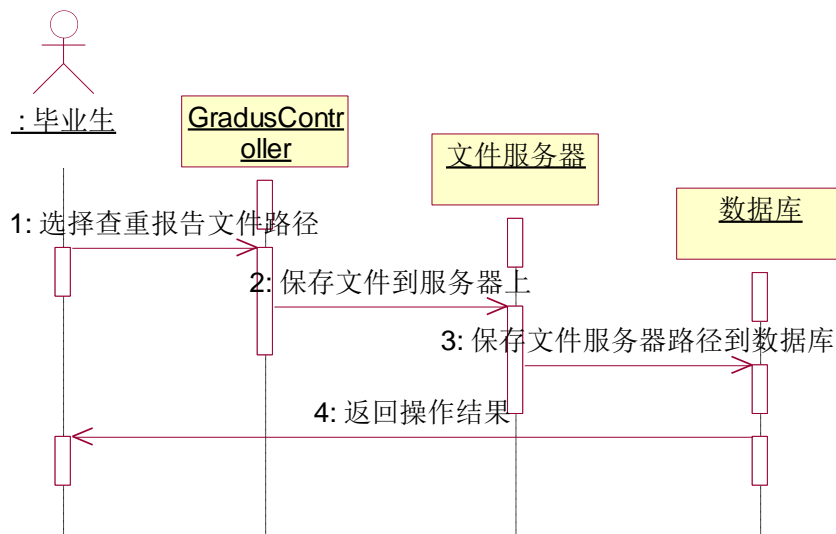 : 毕业生
GradusContr
oller
文件服务器
数据库
1: 选择查重报告文件路径
2: 保存文件到服务器上
3: 保存文件服务器路径到数据库
4: 返回操作结果